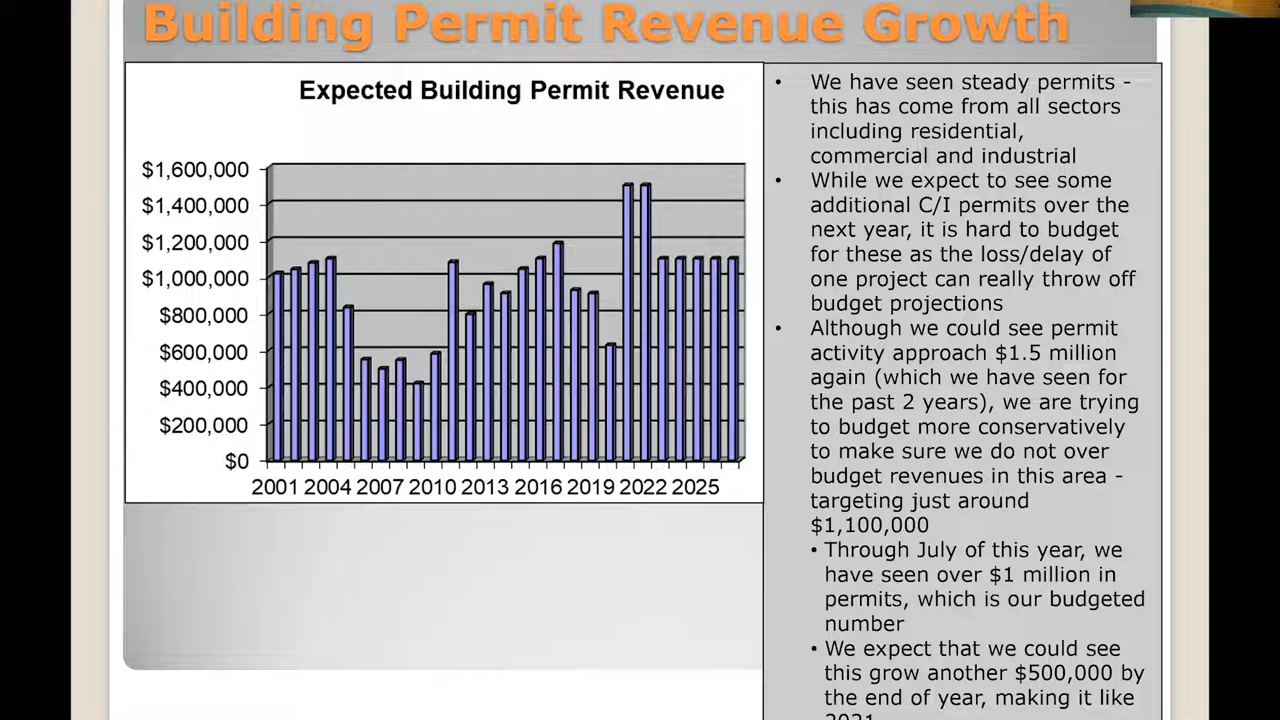 Building Permit Revenue Growth
Expected Building Permit Revenue
$1,600,000
$1,400,000
$1,200,000
$1,000,000
$800,000
$600,000
$400,000
$200,000
$0
2001 2004 2007 2010 2013 2016 2019 2022 2025
• We have seen steady permits -
this has come from all sectors
including residential,
commercial and industrial
• While we expect to see some
additional C/I permits over the
next year, it is hard to budget
for these as the loss/delay of
one project can really throw off
budget projections
• Although we could see permit
activity approach $1.5 million
again (which we have seen for
the past 2 years), we are trying
to budget more conservatively
to make sure we do not over
budget revenues in this area -
targeting just around
$1,100,000
• Through July of this year, we
have seen over $1 million in
permits, which is our budgeted
number
• We expect that we could see
this grow another $500,000 by
the end of year, making it like
2021